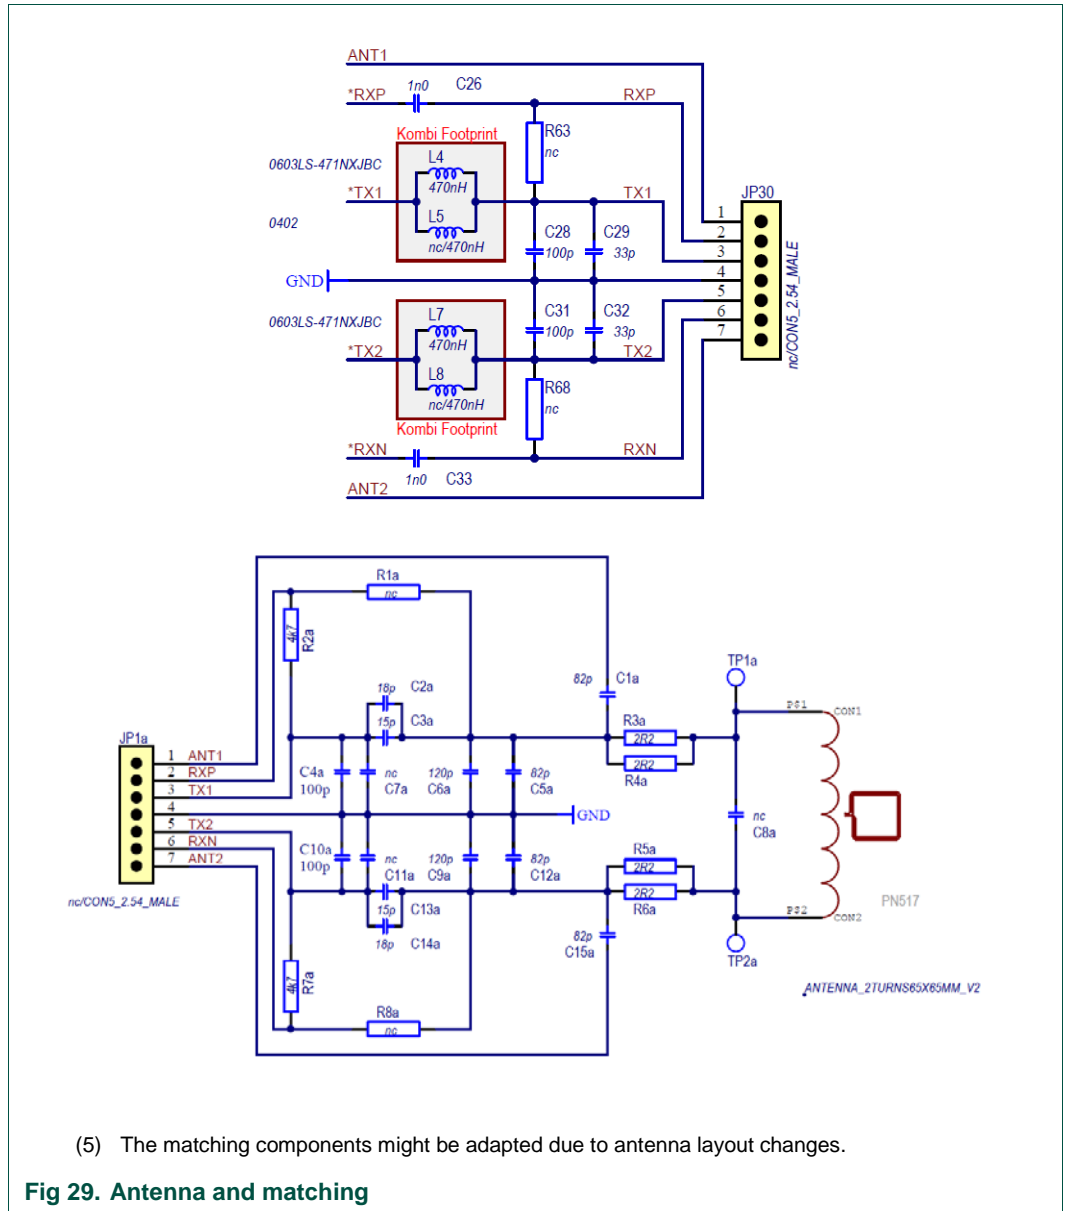 ANT1
1n0 C26
*RXP RXP
Kombi Footprint
R63
nc
0603LS-471NXJBC
L4
470nH
*TX1 TX1
JP30
0402
L5
nc/470nH
C28
100p
C29
33p
1
2
3
4
5
6
7
nc/CON5_2.54_MALE
GND
0603LS-471NXJBC
L7
470nH
C31
100p
C32
33p
*TX2 TX2
L8
nc/470nH
R68
nc
Kombi Footprint
*RXN RXN
1n0 C33
ANT2
R1a
nc
4k7
R2a
TP1a
18p C2a
82p C1a
15p C3a
R3a
2R2
PS1 CON1
JP1a
1 ANT1
2 RXP
3 TX1
4
5 TX2
6 RXN
7 ANT2
nc/CON5_2.54_MALE
C4a
100p
nc
C7a
120p
C6a
82p
C5a
2R2
R4a
GND
nc
C8a
C10a
100p
nc
C11a
120p
C9a
82p
C12a
R5a
2R2
2R2
R6a
15p C13a
18p C14a
82p
C15a
PN517
PS2 CON2
TP2a
4k7
R7a
R8a
nc
ANTENNA_2TURNS65X65MM_V2
(5) The matching components might be adapted due to antenna layout changes.
Fig 29. Antenna and matching